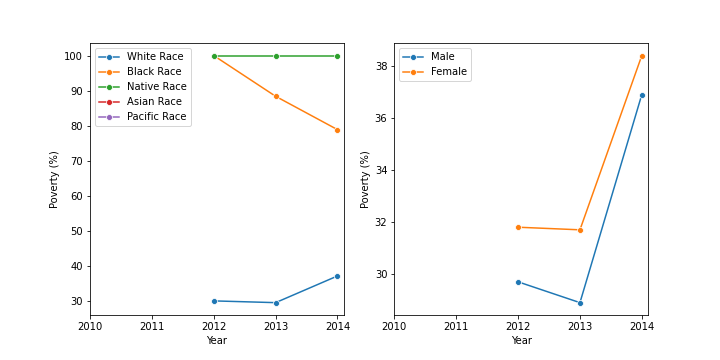 White Race
Black Race
Native Race
Asian Race
Pacific Race
100
90
80
70
60
50
40
30
Poverty (%)
2010 2011 2012 2013 2014
Year
Male
Female
38
36
34
32
30
Poverty (%)
2010 2011 2012 2013 2014
Year